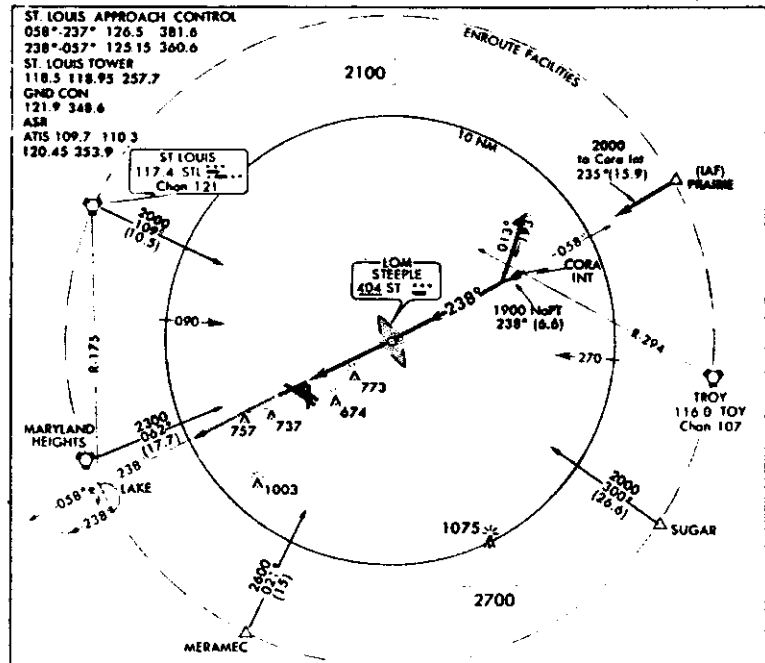 ST. LOUIS APPROACH CONTROL
058°-237° 126.5 381.6
238°-057° 125.15 360.6
ST. LOUIS TOWER
118.5 118.95 257.7
GND CON
121.9 348.6
ASR
ATIS 109.7 110.3
120.45 353.9
ENROUTE FACILITIES
2100
10 NM
ST LOUIS
117.4 STL
Chan 121
2000
to Cora Int
235° (15.9)
(IAF)
PRAIRIE
2000
109°
(10.5)
013°
193°
058°
CORA
INT
LOM
STEEPLE
404 ST
238°
1900 NoPT
238° (6.6)
R-294
090
270
R-175
773
674
737
757
TROY
116.0 TOY
Chan 107
MARYLAND
HEIGHTS
2300
062°
(17.7)
238
LAKE
058°
238°
1003
2000
300°
(26.6)
SUGAR
1075
2600
021°
(15)
2700
MERAMEC